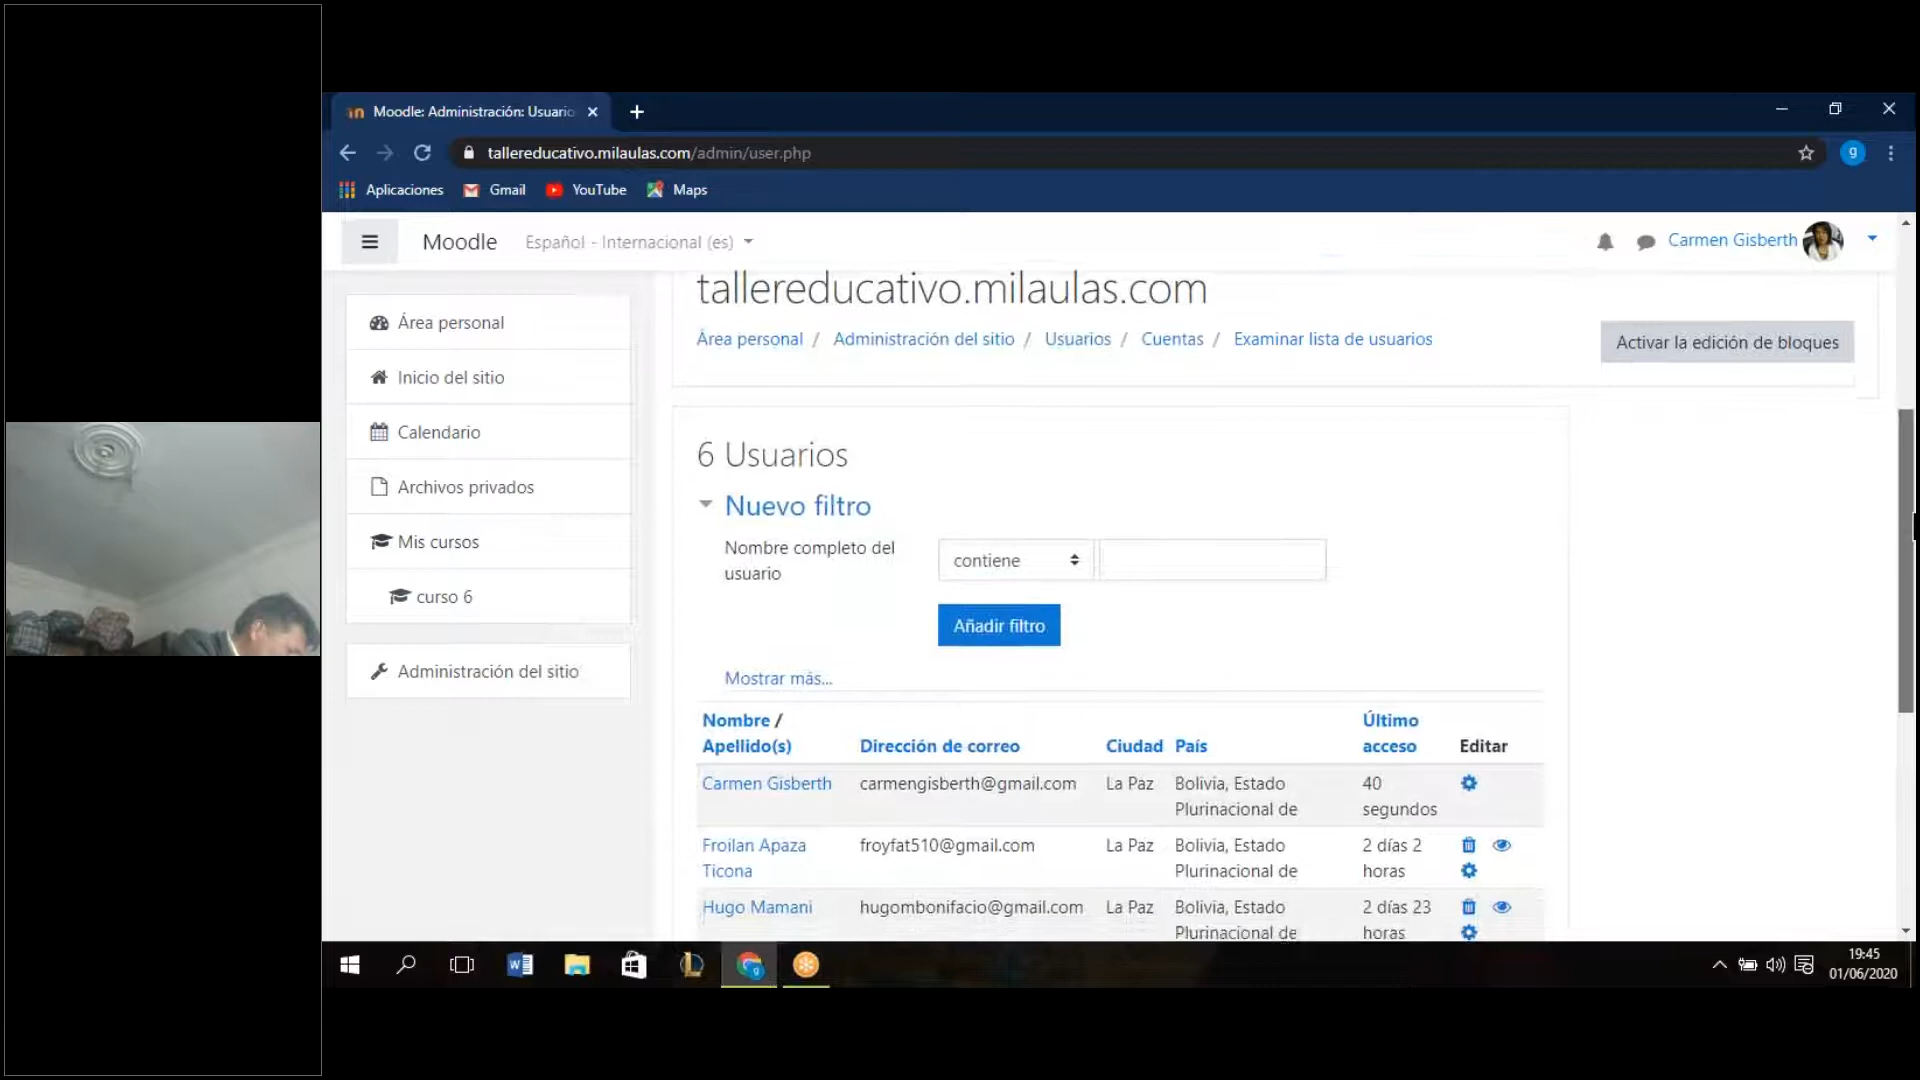 Moodle: Administración: Usuario
tallereducativo.milaulas.com/admin/user.php
g
Aplicaciones
Gmail
YouTube
Maps
Moodle
Español - Internacional (es)
Carmen Gisberth
tallereducativo.milaulas.com
Área personal / Administración del sitio / Usuarios / Cuentas / Examinar lista de usuarios
Activar la edición de bloques
Área personal
Inicio del sitio
Calendario
Archivos privados
Mis cursos
curso 6
Administración del sitio
6 Usuarios
Nuevo filtro
Nombre completo del
usuario
contiene
Añadir filtro
Mostrar más...
Nombre /
Apellido(s)
Dirección de correo
Ciudad
País
Último
acceso
Editar
Carmen Gisberth
carmengisberth@gmail.com
La Paz
Bolivia, Estado
Plurinacional de
40
segundos
Froilan Apaza
Ticona
froyfat510@gmail.com
La Paz
Bolivia, Estado
Plurinacional de
2 días 2
horas
Hugo Mamani
hugombonifacio@gmail.com
La Paz
Bolivia, Estado
Plurinacional de
2 días 23
horas
19:45
01/06/2020